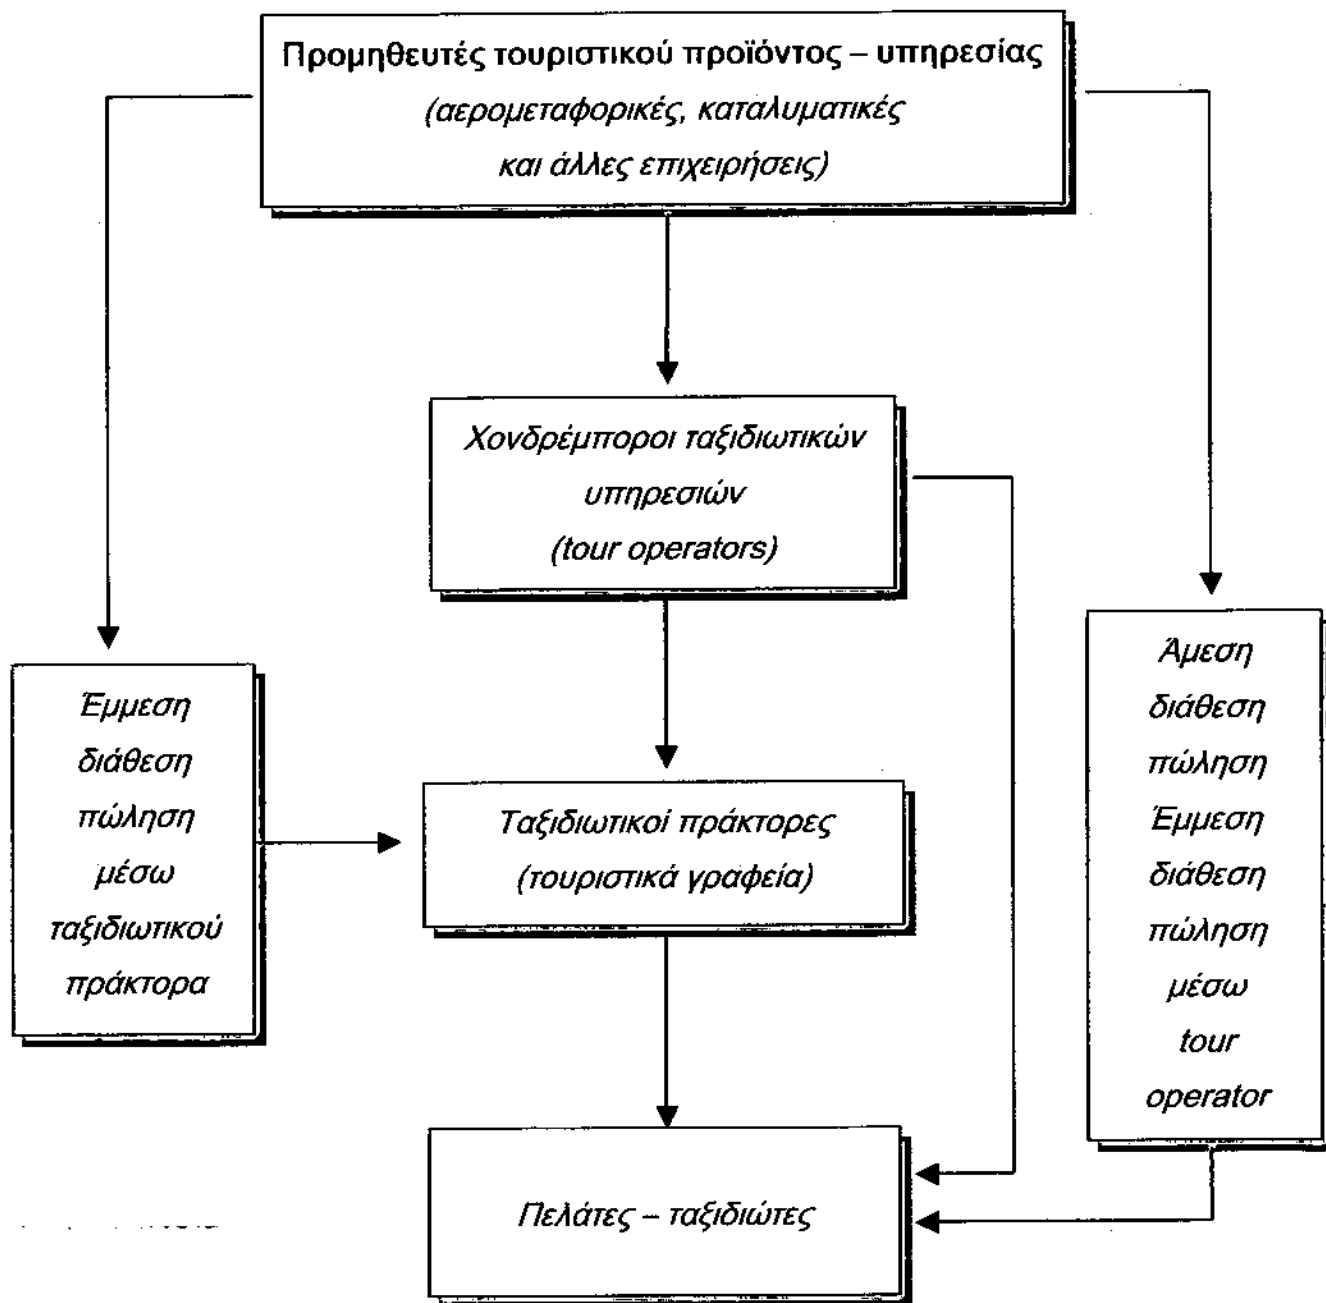 Προμηθευτές τουριστικού προϊόντος – υπηρεσίας
(αερομεταφορικές, καταλυματικές
και άλλες επιχειρήσεις)
Χονδρέμποροι ταξιδιωτικών
υπηρεσιών
(tour operators)
Έμμεση
διάθεση
πώληση
μέσω
ταξιδιωτικού
πράκτορα
Ταξιδιωτικοί πράκτορες
(τουριστικά γραφεία)
Άμεση
διάθεση
πώληση
Έμμεση
διάθεση
πώληση
μέσω
tour
operator
Πελάτες – ταξιδιώτες